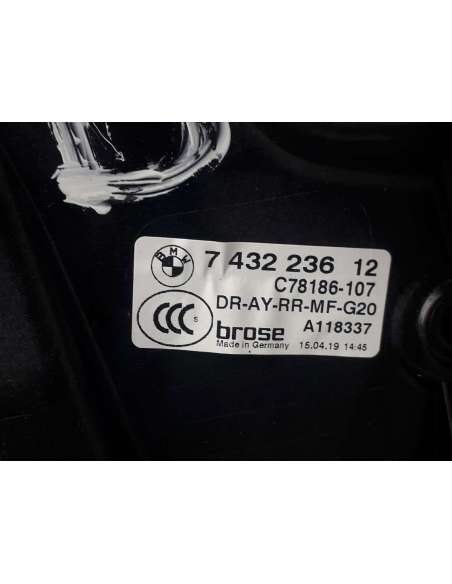 BMW
7 432 236 12
C78186-107
DR-AY-RR-MF-G20
CCC S
brose A118337
Made in Germany 15.04.19 14:45